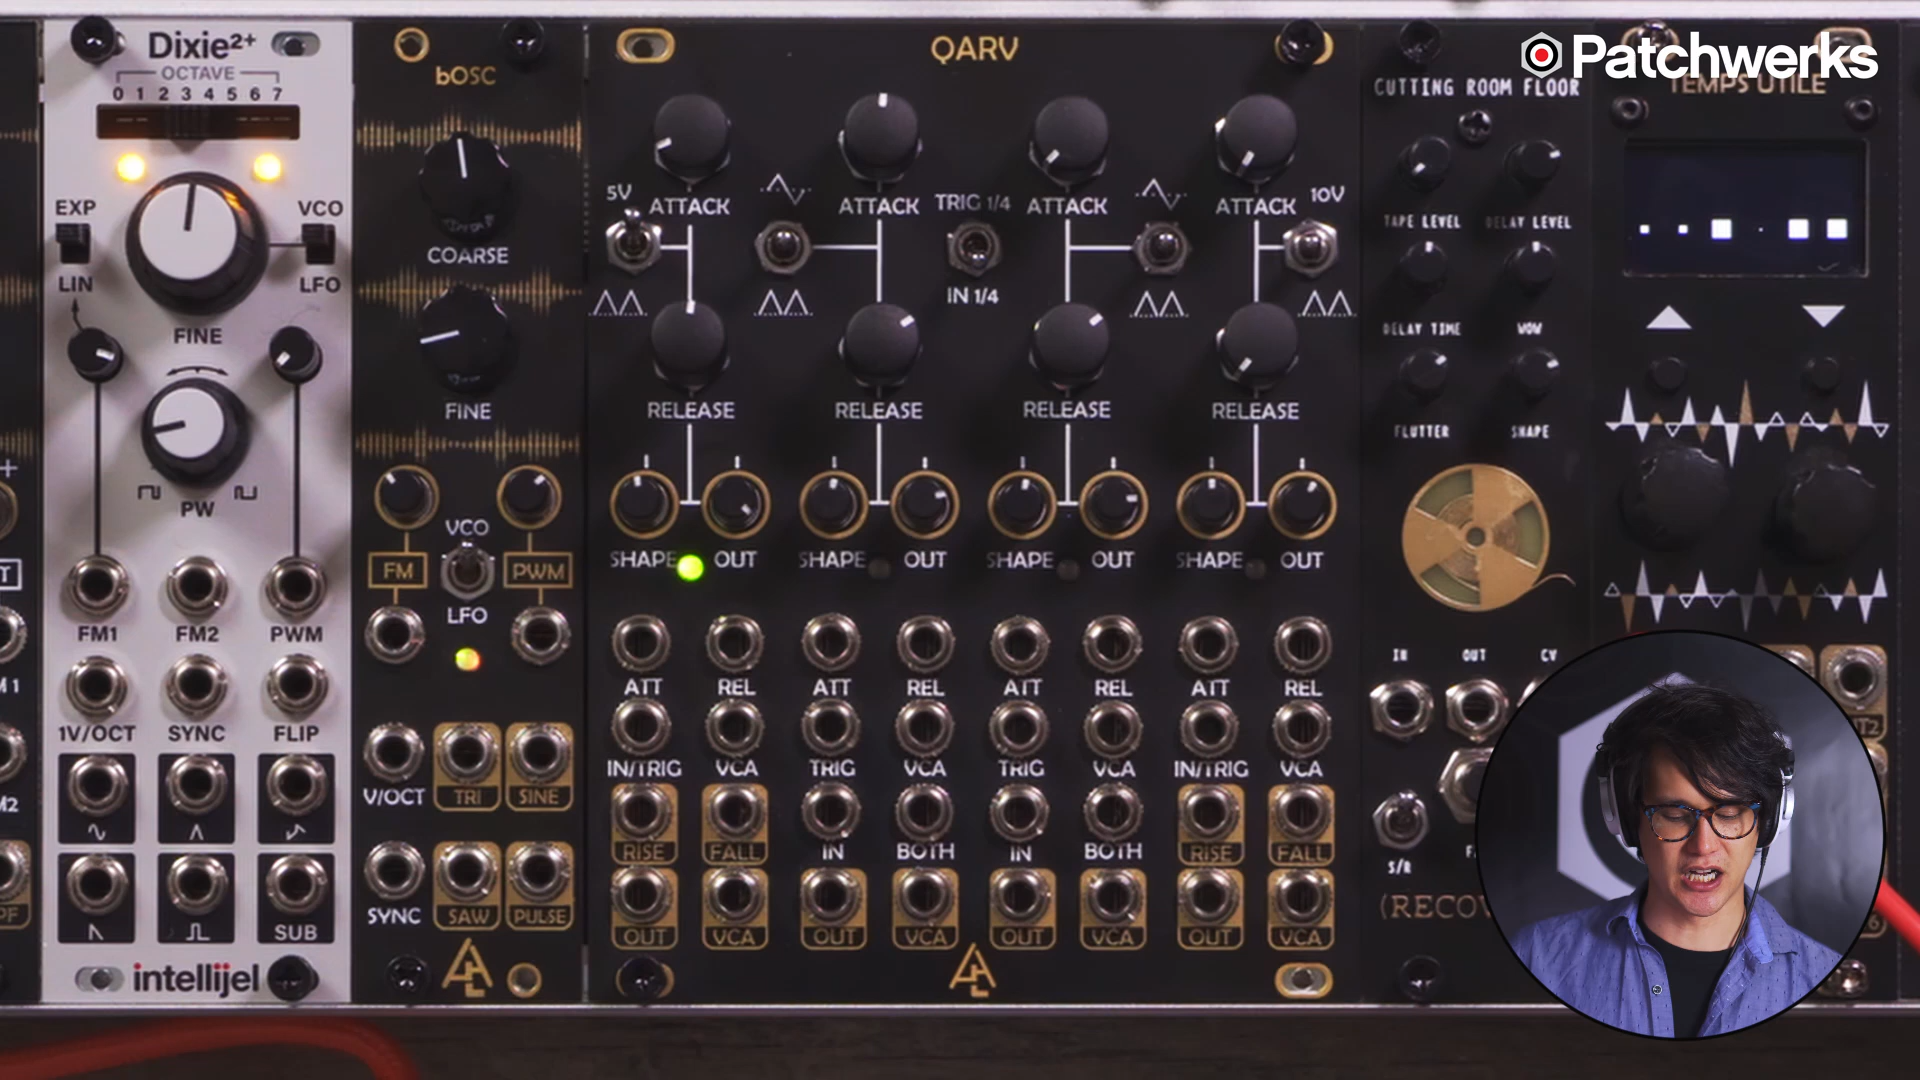 Patchwerks
Dixie²⁺
OCTAVE
0 1 2 3 4 5 6 7
EXP
VCO
LIN
LFO
FINE
PW
FM1 FM2 PWM
1V/OCT SYNC FLIP
SUB
intellijel
bOSC
COARSE
FINE
VCO
FM
PWM
LFO
V/OCT TRI SINE
SYNC SAW PULSE
QARV
5V
ATTACK ATTACK TRIG 1/4 ATTACK ATTACK 10V
IN 1/4
RELEASE RELEASE RELEASE RELEASE
SHAPE OUT SHAPE OUT SHAPE OUT SHAPE OUT
ATT REL ATT REL ATT REL ATT REL
IN/TRIG VCA TRIG VCA TRIG VCA IN/TRIG VCA
RISE FALL IN BOTH IN BOTH RISE FALL
OUT VCA OUT VCA OUT VCA OUT VCA
CUTTING ROOM FLOOR
TAPE LEVEL DELAY LEVEL
DELAY TIME WOW
FLUTTER SHAPE
IN OUT CV
S/R
(RECOV
TEMPS UTILE